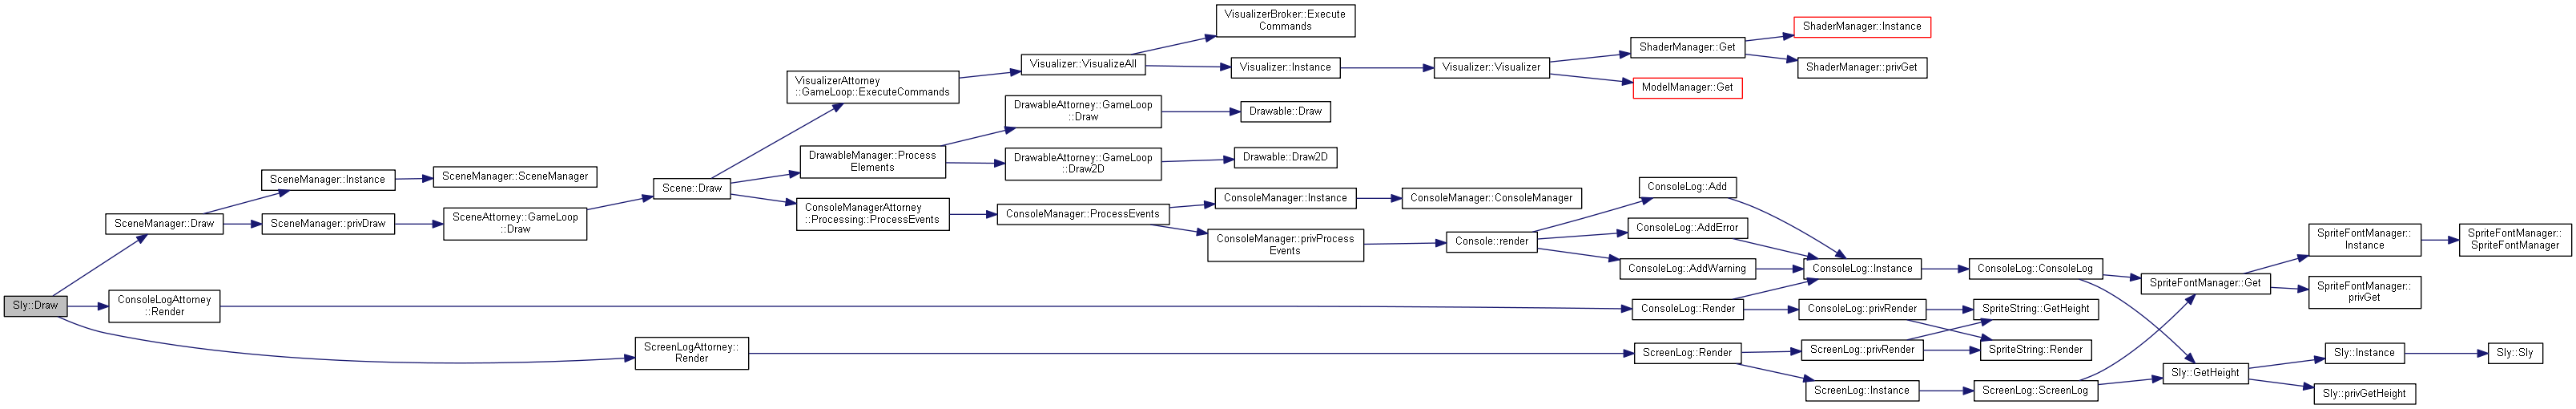 Sly::Draw
SceneManager::Draw
ConsoleLogAttorney
::Render
ScreenLogAttorney::
Render
SceneManager::Instance
SceneManager::privDraw
SceneManager::SceneManager
SceneAttorney::GameLoop
::Draw
Scene::Draw
VisualizerAttorney
::GameLoop::ExecuteCommands
DrawableManager::Process
Elements
ConsoleManagerAttorney
::Processing::ProcessEvents
Visualizer::VisualizeAll
DrawableAttorney::GameLoop
::Draw
DrawableAttorney::GameLoop
::Draw2D
ConsoleManager::ProcessEvents
VisualizerBroker::Execute
Commands
Visualizer::Instance
Drawable::Draw
Drawable::Draw2D
ConsoleManager::Instance
ConsoleManager::privProcess
Events
Visualizer::Visualizer
ConsoleManager::ConsoleManager
Console::render
ShaderManager::Get
ModelManager::Get
ConsoleLog::Add
ConsoleLog::AddError
ConsoleLog::AddWarning
ConsoleLog::Render
ScreenLog::Render
ShaderManager::Instance
ShaderManager::privGet
ConsoleLog::Instance
ConsoleLog::privRender
ScreenLog::privRender
ScreenLog::Instance
ConsoleLog::ConsoleLog
SpriteString::GetHeight
SpriteString::Render
ScreenLog::ScreenLog
SpriteFontManager::Get
Sly::GetHeight
SpriteFontManager::
Instance
SpriteFontManager::
privGet
Sly::Instance
Sly::privGetHeight
SpriteFontManager::
SpriteFontManager
Sly::Sly